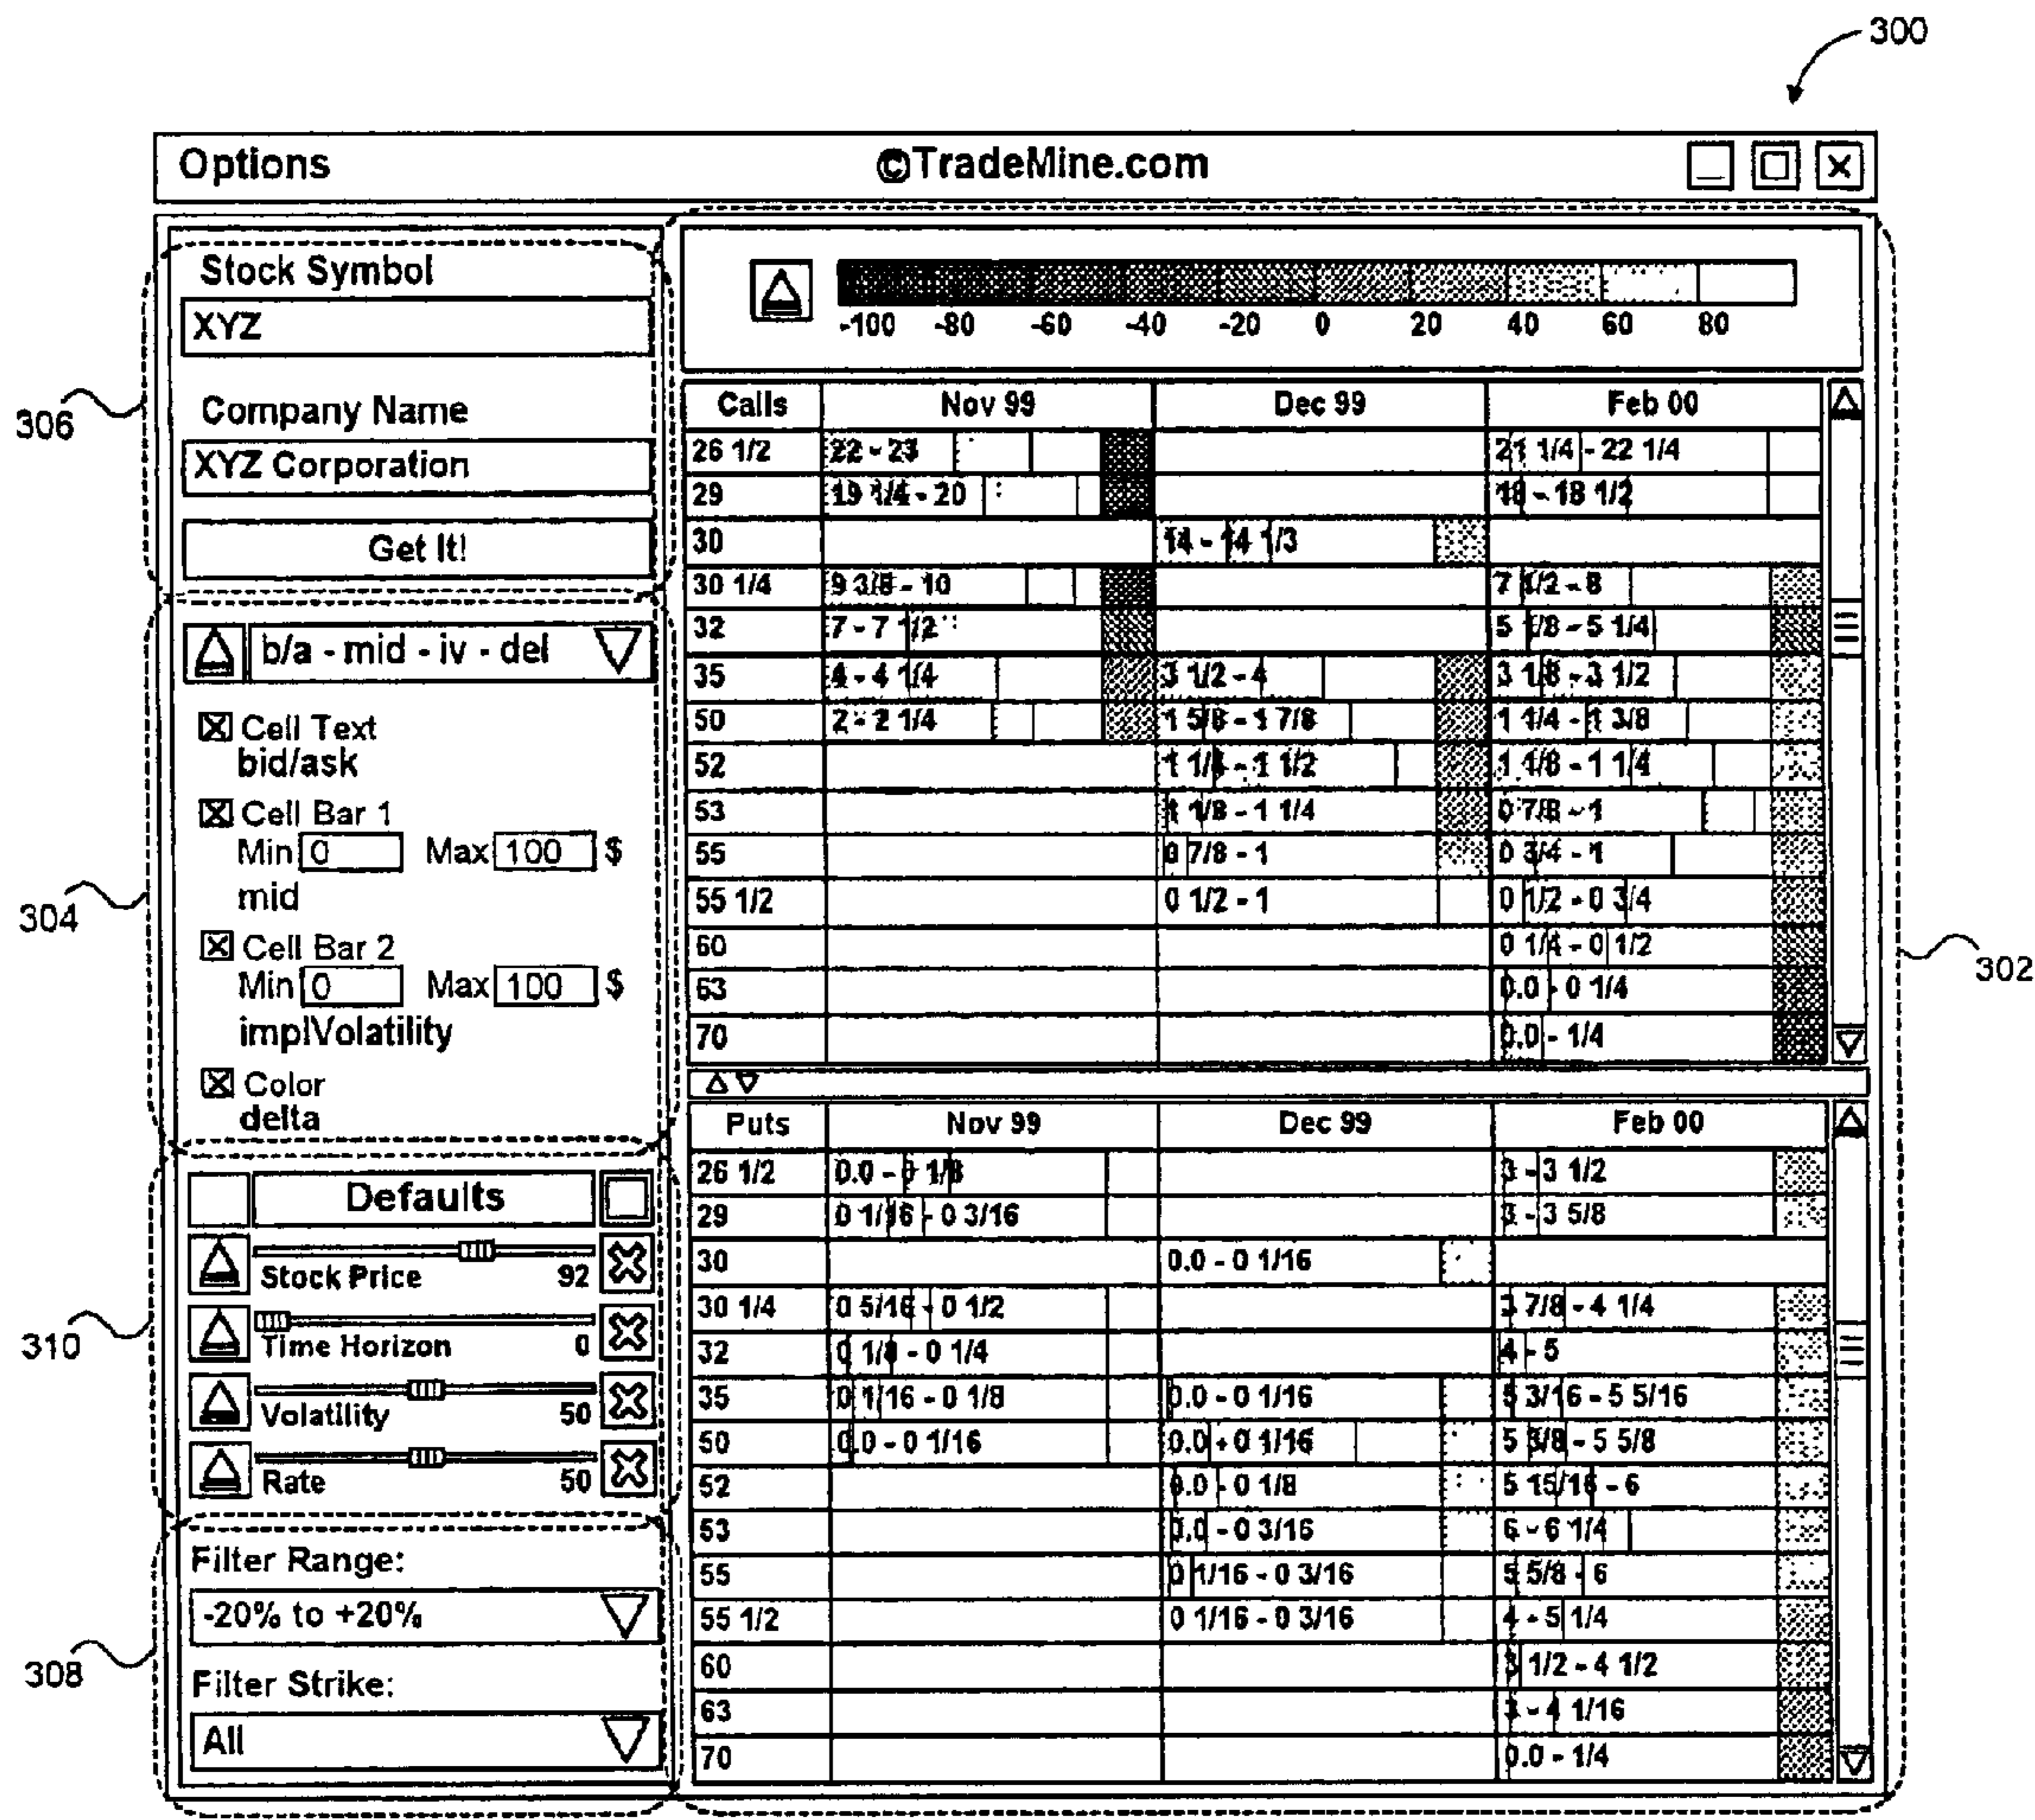 300
Options ©TradeMine.com
Stock Symbol
XYZ
Company Name
XYZ Corporation
Get It!
306
b/a - mid - iv - del
Cell Text
bid/ask
Cell Bar 1
Min 0 Max 100 $
mid
Cell Bar 2
Min 0 Max 100 $
implVolatility
Color
delta
304
Defaults
Stock Price 92
Time Horizon 0
Volatility 50
Rate 50
310
Filter Range:
-20% to +20%
Filter Strike:
All
308
-100 -80 -60 -40 -20 0 20 40 60 80
Calls Nov 99 Dec 99 Feb 00
26 1/2 22 - 23 21 1/4 - 22 1/4
29 19 1/4 - 20 18 - 18 1/2
30 14 - 14 1/3
30 1/4 9 3/8 - 10 7 1/2 - 8
32 7 - 7 1/2 5 1/8 - 5 1/4
35 4 - 4 1/4 3 1/2 - 4 3 1/8 - 3 1/2
50 2 - 2 1/4 1 5/8 - 1 7/8 1 1/4 - 1 3/8
52 1 1/4 - 1 1/2 1 1/8 - 1 1/4
53 1 1/8 - 1 1/4 0 7/8 - 1
55 0 7/8 - 1 0 3/4 - 1
55 1/2 0 1/2 - 1 0 1/2 - 0 3/4
60 0 1/4 - 0 1/2
63 0.0 - 0 1/4
70 0.0 - 1/4
302
Puts Nov 99 Dec 99 Feb 00
26 1/2 0.0 - 0 1/8 3 - 3 1/2
29 0 1/16 - 0 3/16 3 - 3 5/8
30 0.0 - 0 1/16
30 1/4 0 5/16 - 0 1/2 3 7/8 - 4 1/4
32 0 1/8 - 0 1/4 4 - 5
35 0 1/16 - 0 1/8 0.0 - 0 1/16 5 3/16 - 5 5/16
50 0.0 - 0 1/16 0.0 - 0 1/16 5 3/8 - 5 5/8
52 0.0 - 0 1/8 5 15/16 - 6
53 0.0 - 0 3/16 6 - 6 1/4
55 0 1/16 - 0 3/16 5 5/8 - 6
55 1/2 0 1/16 - 0 3/16 4 - 5 1/4
60 3 1/2 - 4 1/2
63 3 - 4 1/16
70 0.0 - 1/4